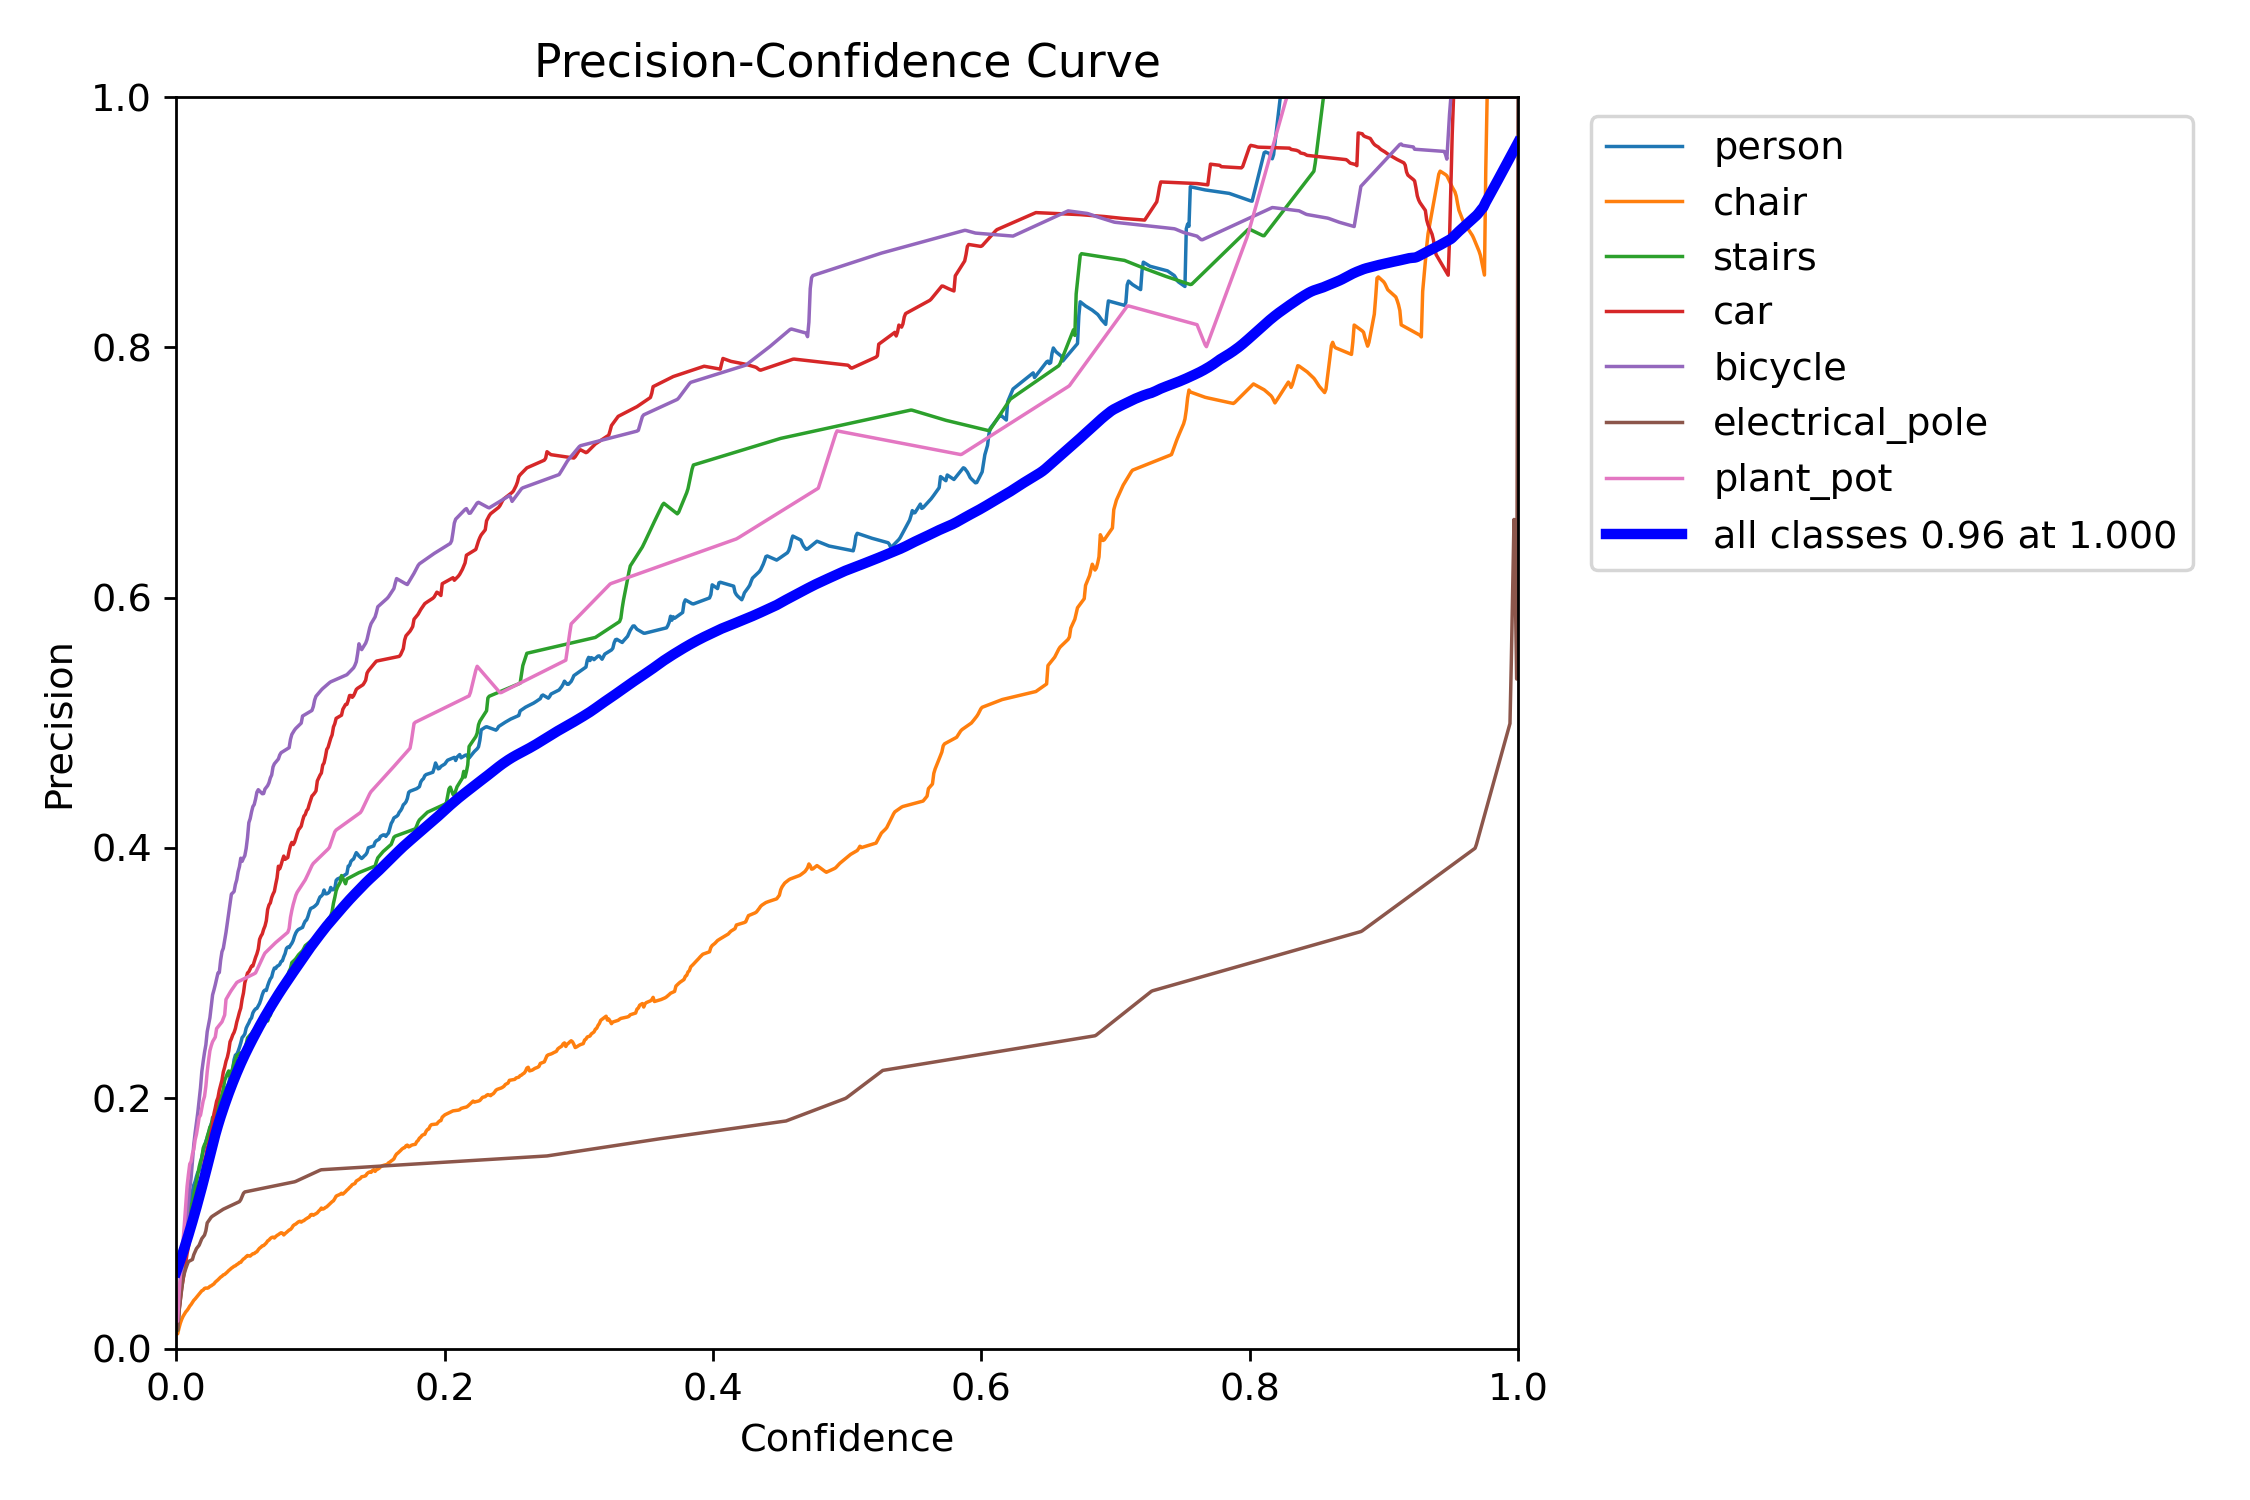 Precision-Confidence Curve
1.0
0.8
0.6
0.4
0.2
0.0
Precision
0.0 0.2 0.4 0.6 0.8 1.0
Confidence
person
chair
stairs
car
bicycle
electrical_pole
plant_pot
all classes 0.96 at 1.000